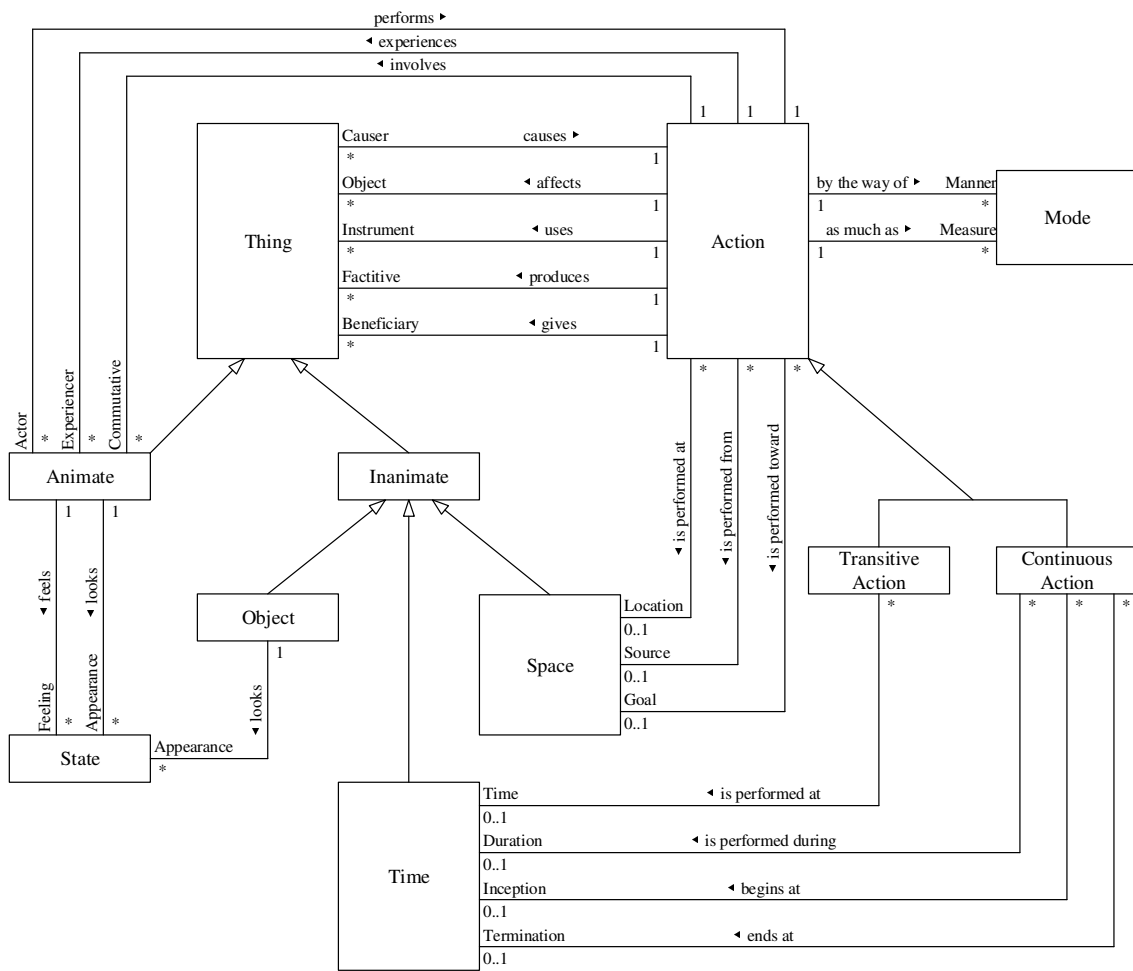 performs ►
◄ experiences
◄ involves
1 1 1
Causer causes ►
* 1
Object ◄ affects
* 1
Instrument ◄ uses
* 1
Factitive ◄ produces
* 1
Beneficiary ◄ gives
* 1
Thing
Action
by the way of ► Manner
1 *
as much as ► Measure
1 *
Mode
* * *
Actor
*
Experiencer
*
Commutative
*
◄ is performed at
◄ is performed from
◄ is performed toward
Animate
Inanimate
1 1
◄ feels
◄ looks
Feeling
*
Appearance
*
Transitive
Action
*
Continuous
Action
* * *
Object
1
◄ looks
Space
Location
0..1
Source
0..1
Goal
0..1
State
Appearance
*
Time
Time ◄ is performed at
0..1
Duration ◄ is performed during
0..1
Inception ◄ begins at
0..1
Termination ◄ ends at
0..1